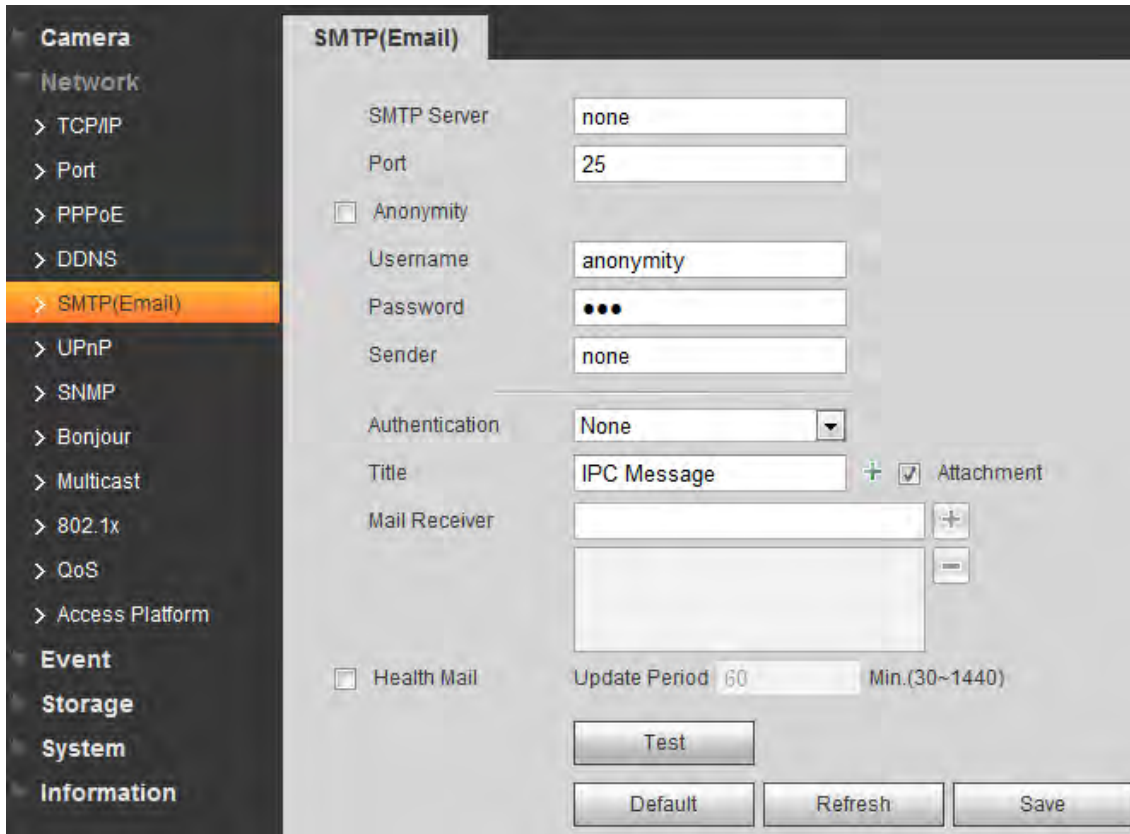 Camera
Network
TCP/IP
Port
PPPoE
DDNS
SMTP(Email)
UPnP
SNMP
Bonjour
Multicast
802.1x
QoS
Access Platform
Event
Storage
System
Information
SMTP(Email)
SMTP Server none
Port 25
Anonymity
Username anonymity
Password •••
Sender none
Authentication None
Title IPC Message + Attachment
Mail Receiver
Health Mail Update Period 60 Min.(30~1440)
Test
Default Refresh Save